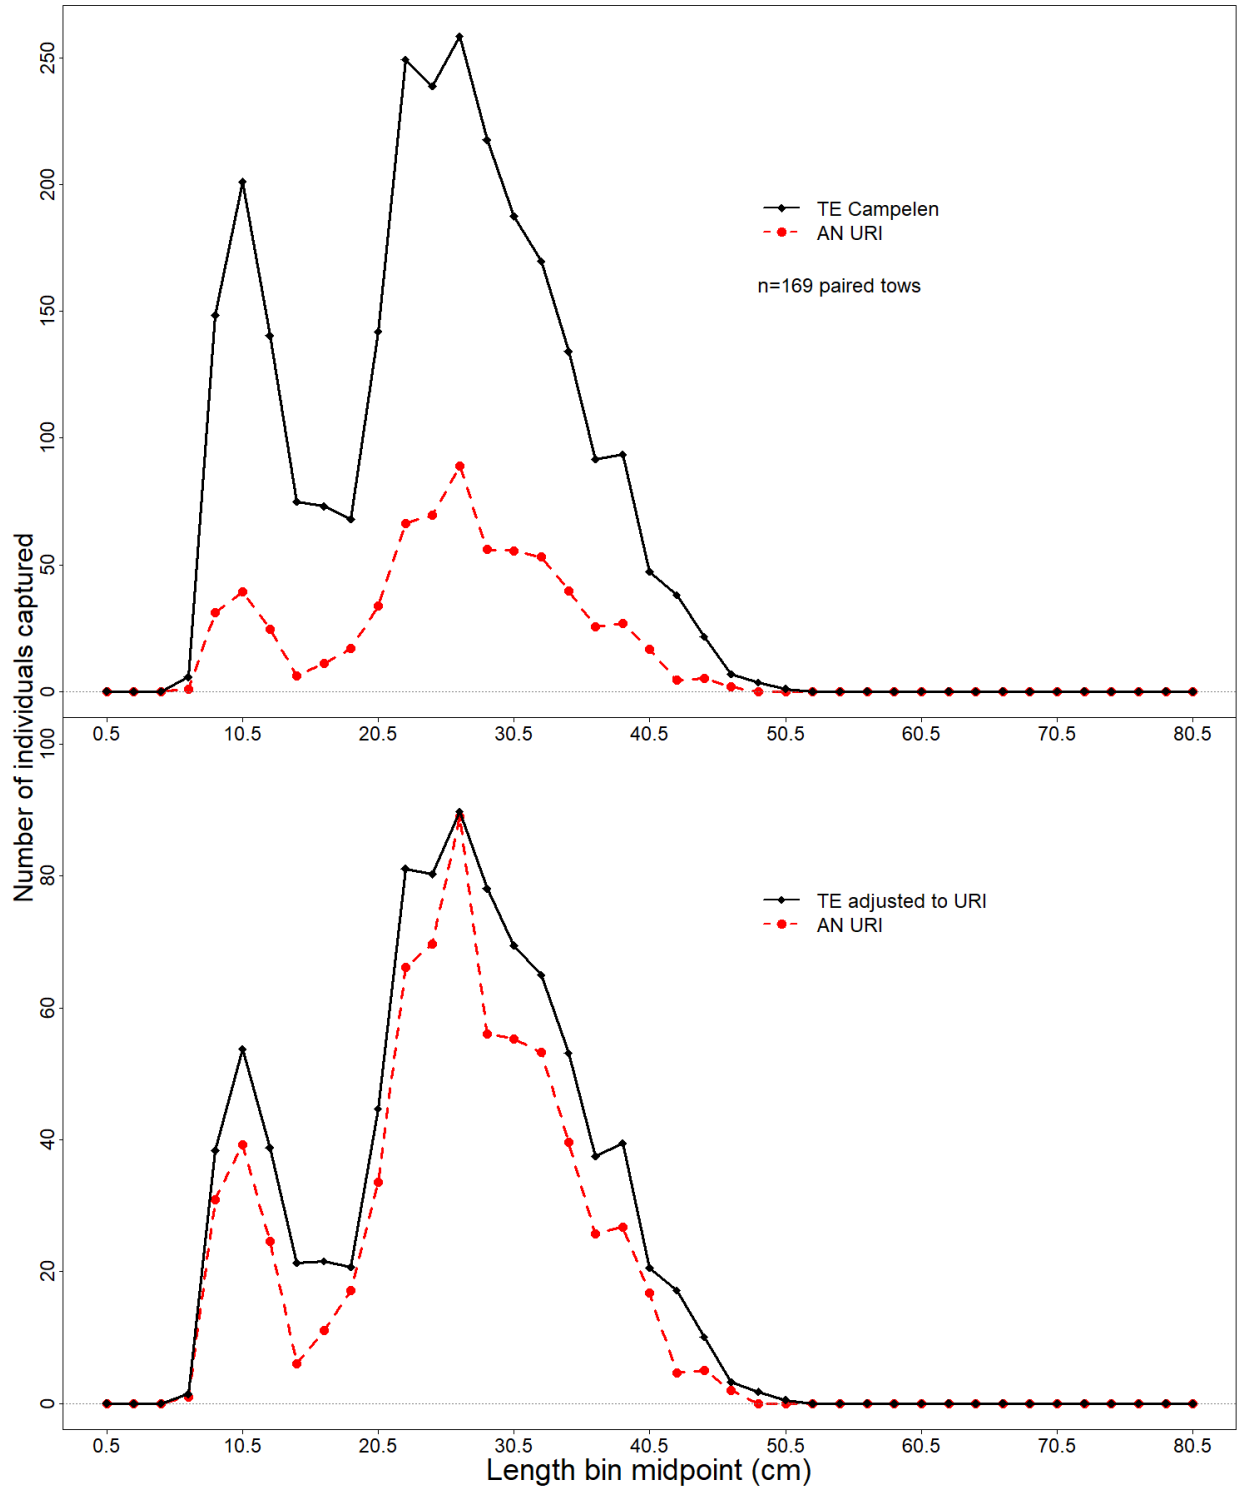 Number of individuals captured
250
200
150
100
50
0
TE Campelen
AN URI
n=169 paired tows
0.5 10.5 20.5 30.5 40.5 50.5 60.5 70.5 80.5
100
80
60
40
20
0
TE adjusted to URI
AN URI
0.5 10.5 20.5 30.5 40.5 50.5 60.5 70.5 80.5
Length bin midpoint (cm)